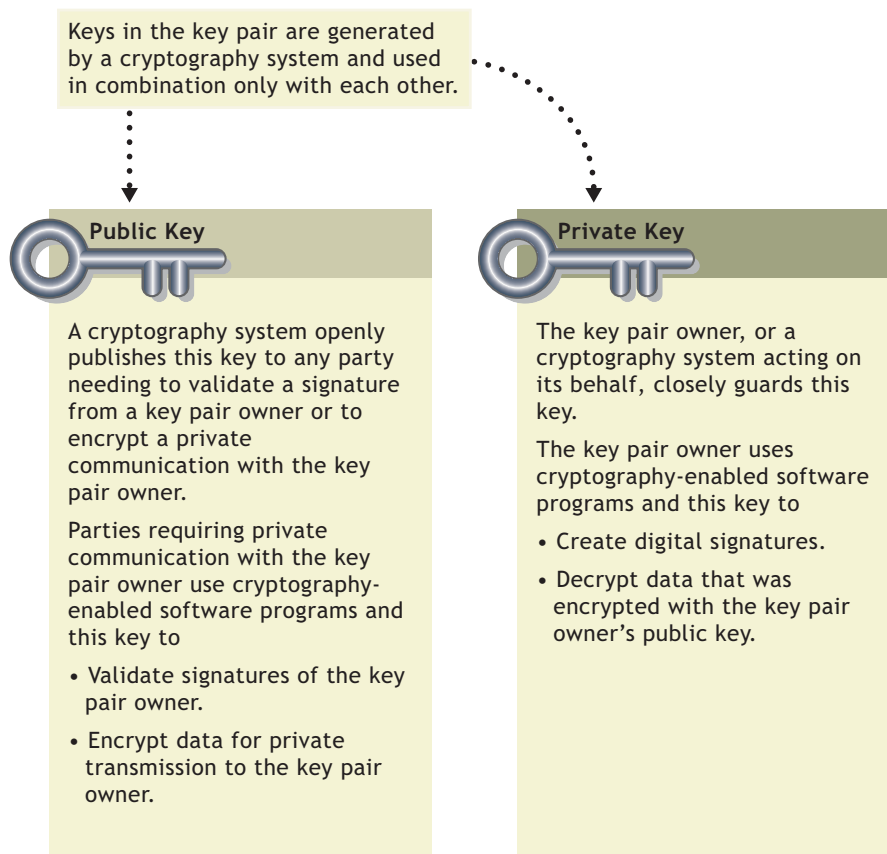 Keys in the key pair are generated
by a cryptography system and used
in combination only with each other.
Public Key
A cryptography system openly
publishes this key to any party
needing to validate a signature
from a key pair owner or to
encrypt a private
communication with the key
pair owner.
Parties requiring private
communication with the key
pair owner use cryptography-
enabled software programs and
this key to
• Validate signatures of the key
pair owner.
• Encrypt data for private
transmission to the key pair
owner.
Private Key
The key pair owner, or a
cryptography system acting on
its behalf, closely guards this
key.
The key pair owner uses
cryptography-enabled software
programs and this key to
• Create digital signatures.
• Decrypt data that was
encrypted with the key pair
owner’s public key.